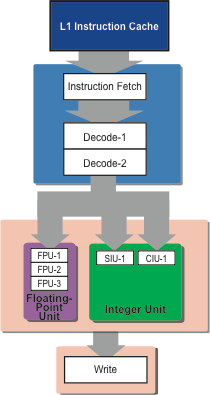 L1 Instruction Cache
Instruction Fetch
Decode-1
Decode-2
FPU-1
FPU-2
FPU-3
Floating-
Point
Unit
SIU-1
CIU-1
Integer Unit
Write